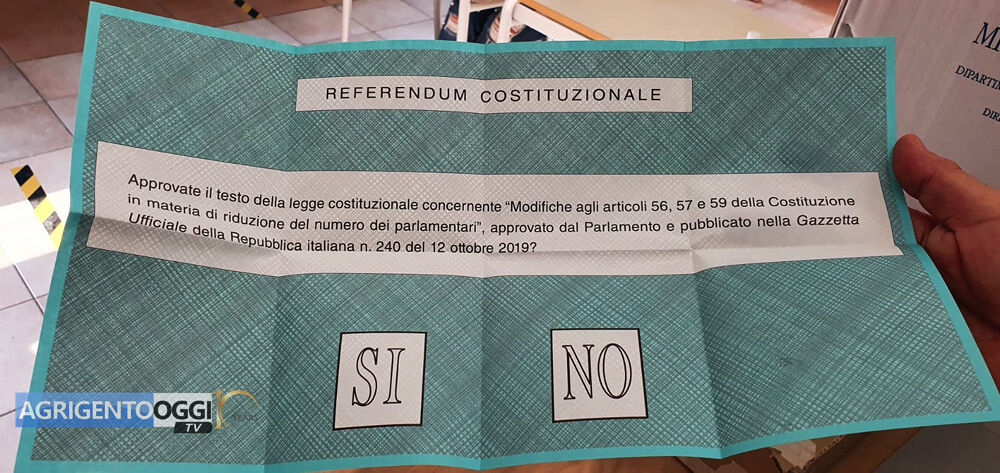 REFERENDUM COSTITUZIONALE
Approvate il testo della legge costituzionale concernente “Modifiche agli articoli 56, 57 e 59 della Costituzione
in materia di riduzione del numero dei parlamentari”, approvato dal Parlamento e pubblicato nella Gazzetta
Ufficiale della Repubblica italiana n. 240 del 12 ottobre 2019?
SI
NO
AGRIGENTOOGGI
TV
YEARS